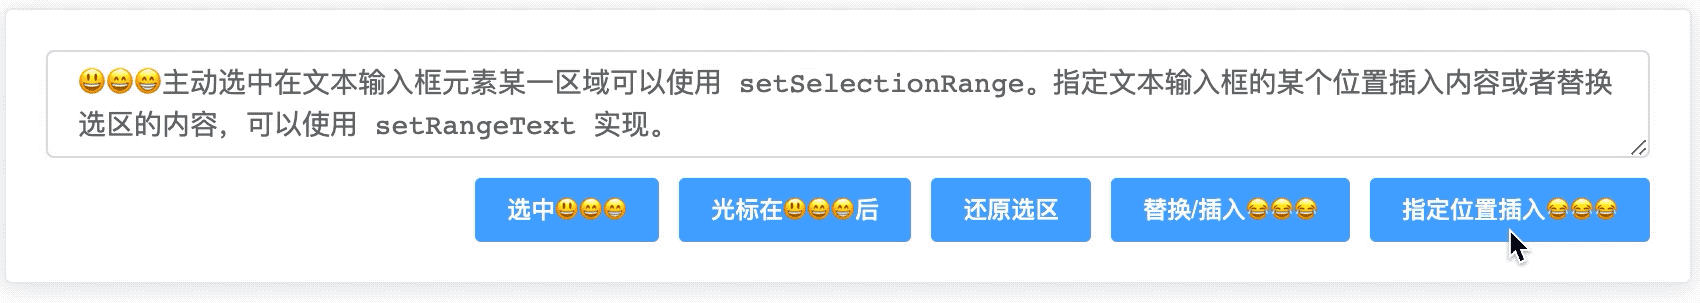 😃😄😁主动选中在文本输入框元素某一区域可以使用 setSelectionRange。指定文本输入框的某个位置插入内容或者替换
选区的内容，可以使用 setRangeText 实现。
选中😃😄😁 光标在😃😄😁后 还原选区 替换/插入😂😂😂 指定位置插入😂😂😂